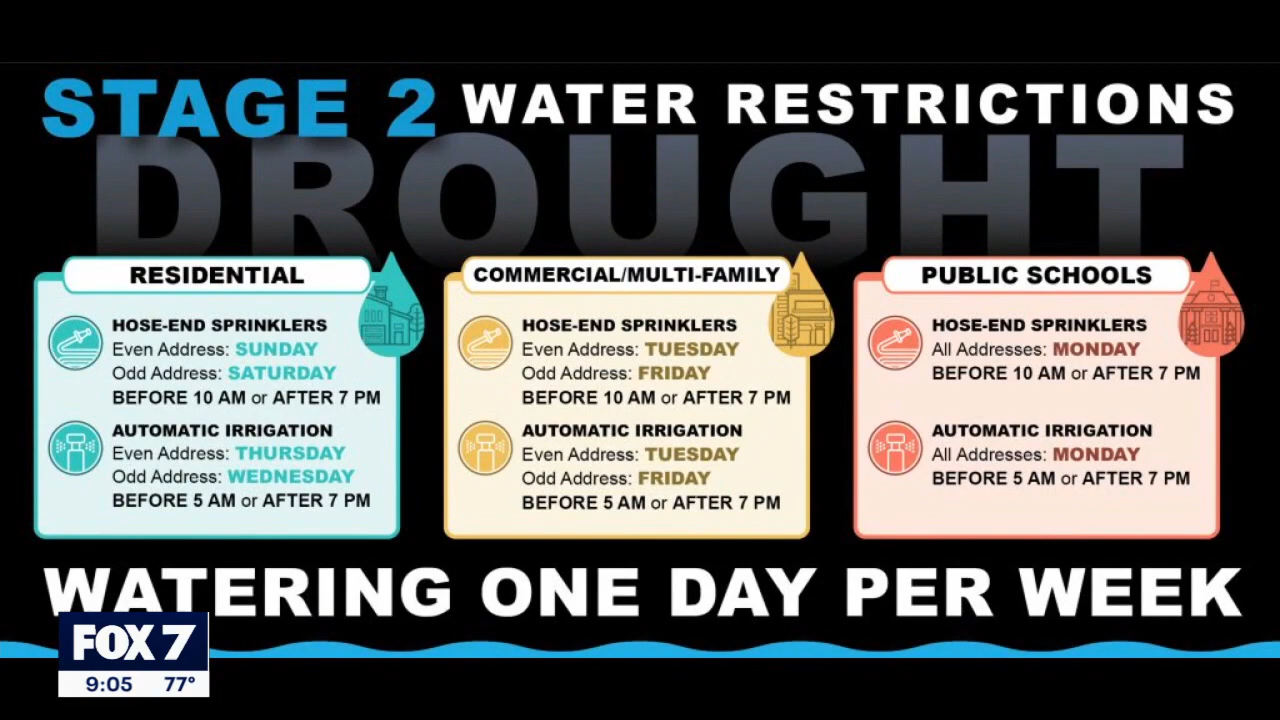 STAGE 2 WATER RESTRICTIONS
DROUGHT
RESIDENTIAL
HOSE-END SPRINKLERS
Even Address: SUNDAY
Odd Address: SATURDAY
BEFORE 10 AM or AFTER 7 PM
AUTOMATIC IRRIGATION
Even Address: THURSDAY
Odd Address: WEDNESDAY
BEFORE 5 AM or AFTER 7 PM
COMMERCIAL/MULTI-FAMILY
HOSE-END SPRINKLERS
Even Address: TUESDAY
Odd Address: FRIDAY
BEFORE 10 AM or AFTER 7 PM
AUTOMATIC IRRIGATION
Even Address: TUESDAY
Odd Address: FRIDAY
BEFORE 5 AM or AFTER 7 PM
PUBLIC SCHOOLS
HOSE-END SPRINKLERS
All Addresses: MONDAY
BEFORE 10 AM or AFTER 7 PM
AUTOMATIC IRRIGATION
All Addresses: MONDAY
BEFORE 5 AM or AFTER 7 PM
WATERING ONE DAY PER WEEK
FOX 7
9:05 77°